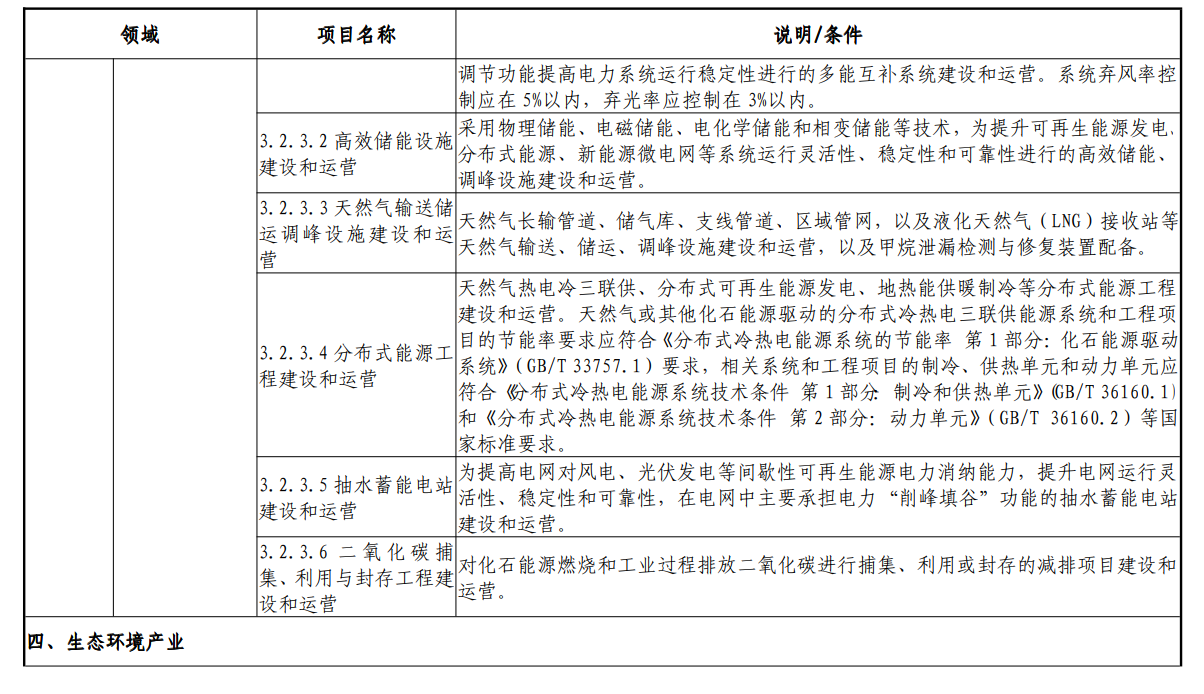 领域 项目名称 说明/条件
调节功能提高电力系统运行稳定性进行的多能互补系统建设和运营。系统弃风率控
制应在 5%以内，弃光率应控制在 3%以内。
3.2.3.2 高效储能设施
建设和运营
采用物理储能、电磁储能、电化学储能和相变储能等技术，为提升可再生能源发电、
分布式能源、新能源微电网等系统运行灵活性、稳定性和可靠性进行的高效储能、
调峰设施建设和运营。
3.2.3.3 天然气输送储
运调峰设施建设和运
营
天然气长输管道、储气库、支线管道、区域管网，以及液化天然气（LNG）接收站等
天然气输送、储运、调峰设施建设和运营，以及甲烷泄漏检测与修复装置配备。
3.2.3.4 分布式能源工
程建设和运营
天然气热电冷三联供、分布式可再生能源发电、地热能供暖制冷等分布式能源工程
建设和运营。天然气或其他化石能源驱动的分布式冷热电三联供能源系统和工程项
目的节能率要求应符合《分布式冷热电能源系统的节能率 第 1 部分：化石能源驱动
系统》（GB/T 33757.1）要求，相关系统和工程项目的制冷、供热单元和动力单元应
符合《分布式冷热电能源系统技术条件 第 1 部分：制冷和供热单元》（GB/T 36160.1）
和《分布式冷热电能源系统技术条件 第 2 部分：动力单元》（GB/T 36160.2）等国
家标准要求。
3.2.3.5 抽水蓄能电站
建设和运营
为提高电网对风电、光伏发电等间歇性可再生能源电力消纳能力，提升电网运行灵
活性、稳定性和可靠性，在电网中主要承担电力“削峰填谷”功能的抽水蓄能电站
建设和运营。
3.2.3.6 二氧化碳捕
集、利用与封存工程建
设和运营
对化石能源燃烧和工业过程排放二氧化碳进行捕集、利用或封存的减排项目建设和
运营。
四、生态环境产业